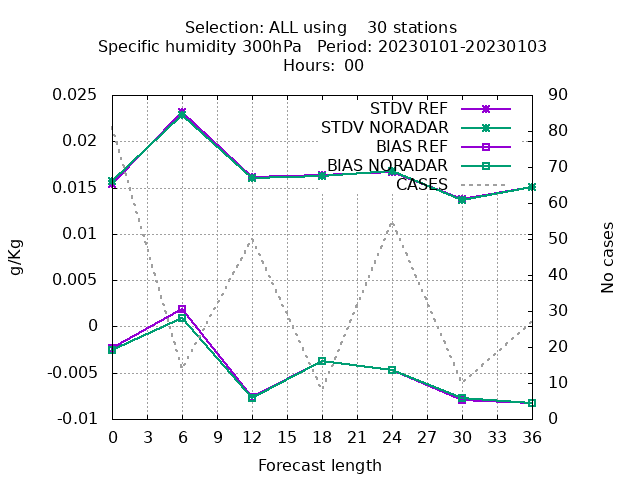 Selection: ALL using    30 stations
Specific humidity 300hPa   Period: 20230101-20230103
Hours:  00
STDV REF
STDV NORADAR
BIAS REF
BIAS NORADAR
CASES
g/Kg
0.025
0.02
0.015
0.01
0.005
0
-0.005
-0.01
No cases
90
80
70
60
50
40
30
20
10
0
0 3 6 9 12 15 18 21 24 27 30 33 36
Forecast length